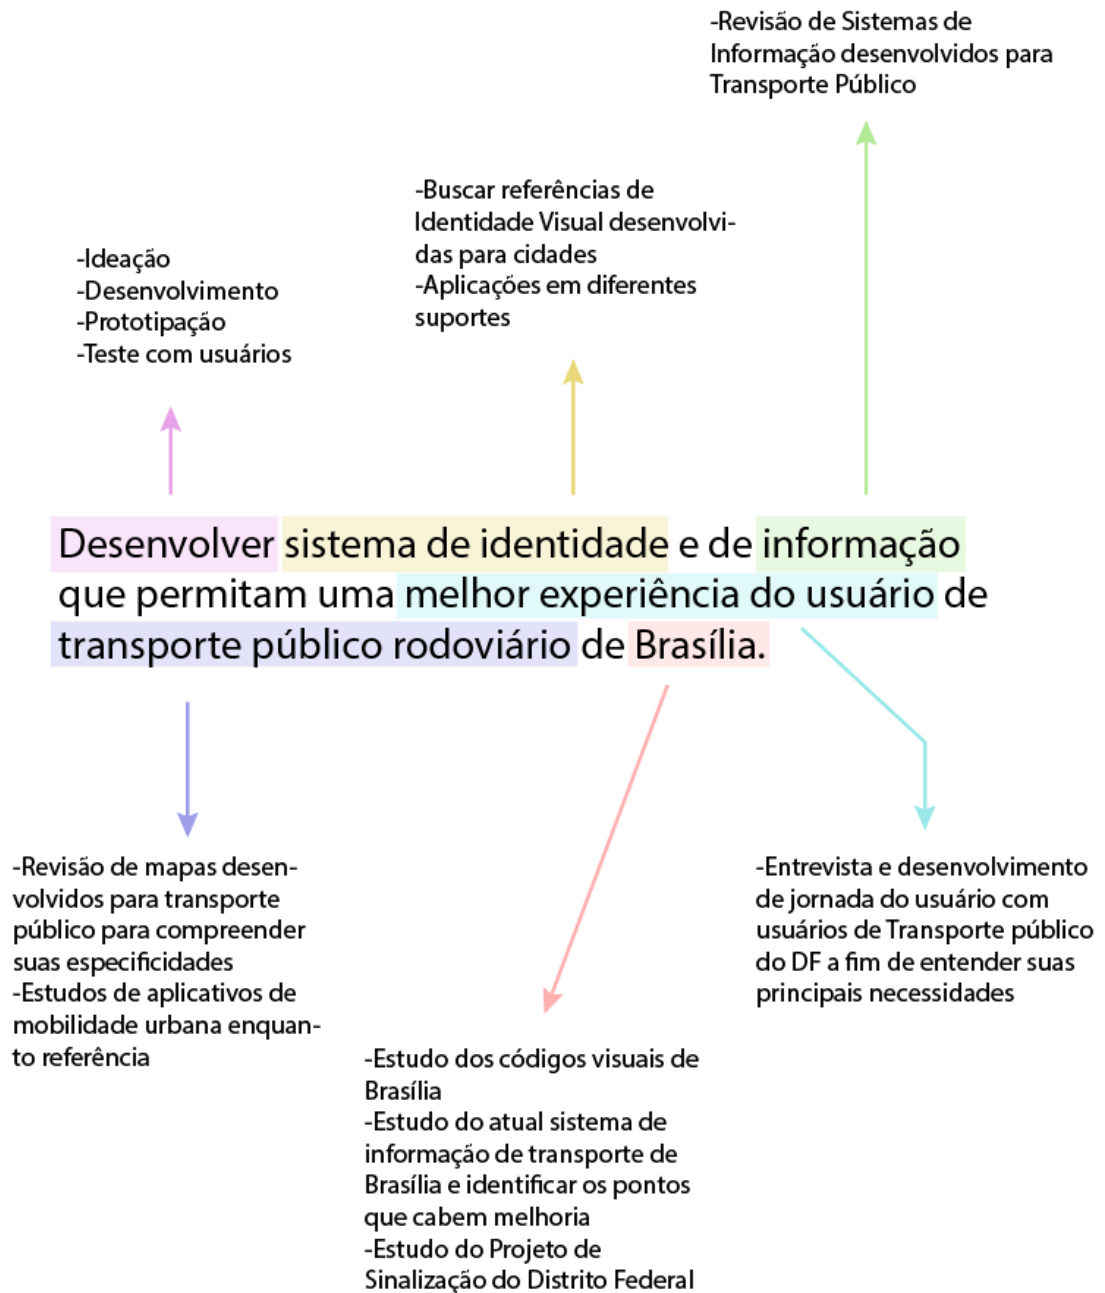 -Revisão de Sistemas de
Informação desenvolvidos para
Transporte Público
-Buscar referências de
Identidade Visual desenvolvi-
das para cidades
-Aplicações em diferentes
suportes
-Ideação
-Desenvolvimento
-Prototipação
-Teste com usuários
Desenvolver sistema de identidade e de informação
que permitam uma melhor experiência do usuário de
transporte público rodoviário de Brasília.
-Revisão de mapas desen-
volvidos para transporte
público para compreender
suas especificidades
-Estudos de aplicativos de
mobilidade urbana enquan-
to referência
-Entrevista e desenvolvimento
de jornada do usuário com
usuários de Transporte público
do DF a fim de entender suas
principais necessidades
-Estudo dos códigos visuais de
Brasília
-Estudo do atual sistema de
informação de transporte de
Brasília e identificar os pontos
que cabem melhoria
-Estudo do Projeto de
Sinalização do Distrito Federal